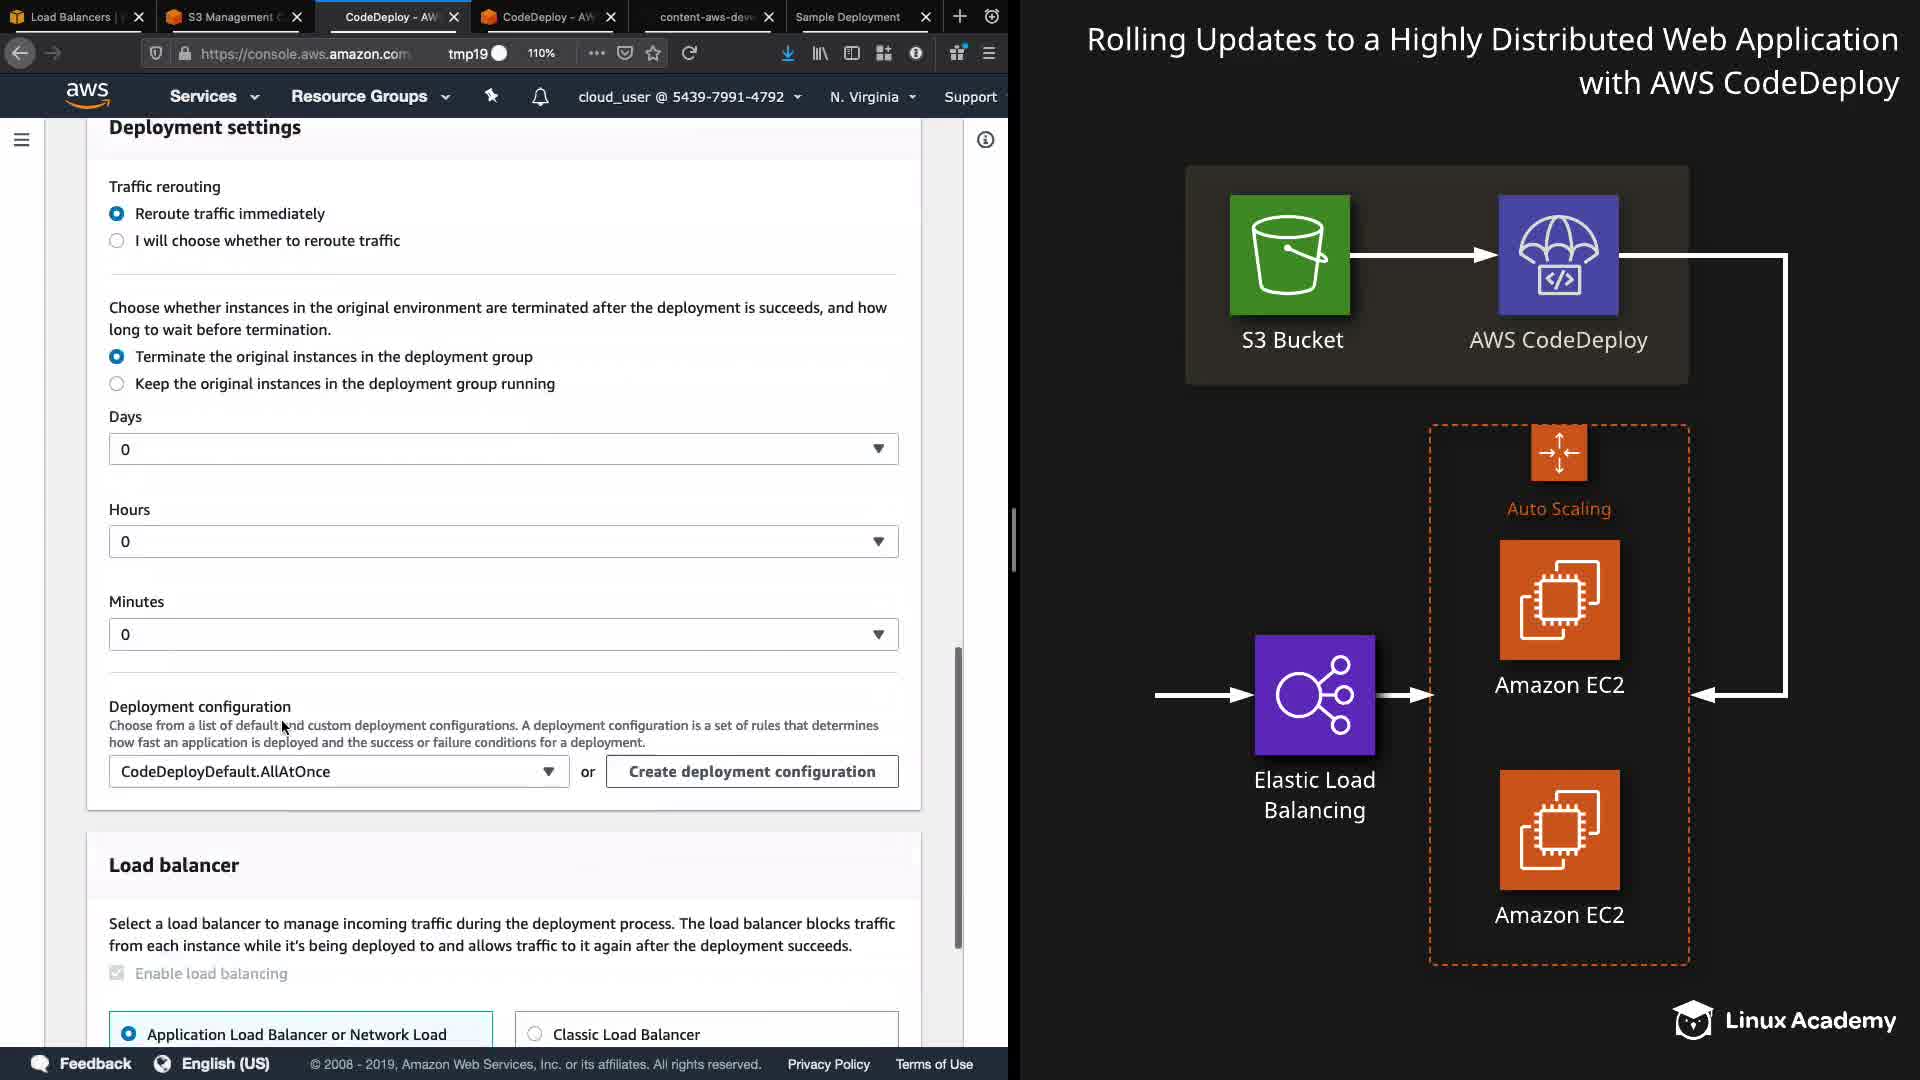 Load Balancers |
S3 Management C
CodeDeploy - AW
CodeDeploy - AW
content-aws-dev
Sample Deployment
https://console.aws.amazon.com
tmp19
110%
aws
Services
Resource Groups
cloud_user @ 5439-7991-4792
N. Virginia
Support
Deployment settings
Traffic rerouting
Reroute traffic immediately
I will choose whether to reroute traffic
Choose whether instances in the original environment are terminated after the deployment is succeeds, and how
long to wait before termination.
Terminate the original instances in the deployment group
Keep the original instances in the deployment group running
Days
0
Hours
0
Minutes
0
Deployment configuration
Choose from a list of default and custom deployment configurations. A deployment configuration is a set of rules that determines
how fast an application is deployed and the success or failure conditions for a deployment.
CodeDeployDefault.AllAtOnce
or
Create deployment configuration
Load balancer
Select a load balancer to manage incoming traffic during the deployment process. The load balancer blocks traffic
from each instance while it's being deployed to and allows traffic to it again after the deployment succeeds.
Enable load balancing
Application Load Balancer or Network Load
Classic Load Balancer
Feedback
English (US)
© 2008 - 2019, Amazon Web Services, Inc. or its affiliates. All rights reserved.
Privacy Policy
Terms of Use
Rolling Updates to a Highly Distributed Web Application
with AWS CodeDeploy
S3 Bucket
AWS CodeDeploy
Auto Scaling
Amazon EC2
Elastic Load
Balancing
Amazon EC2
Linux Academy